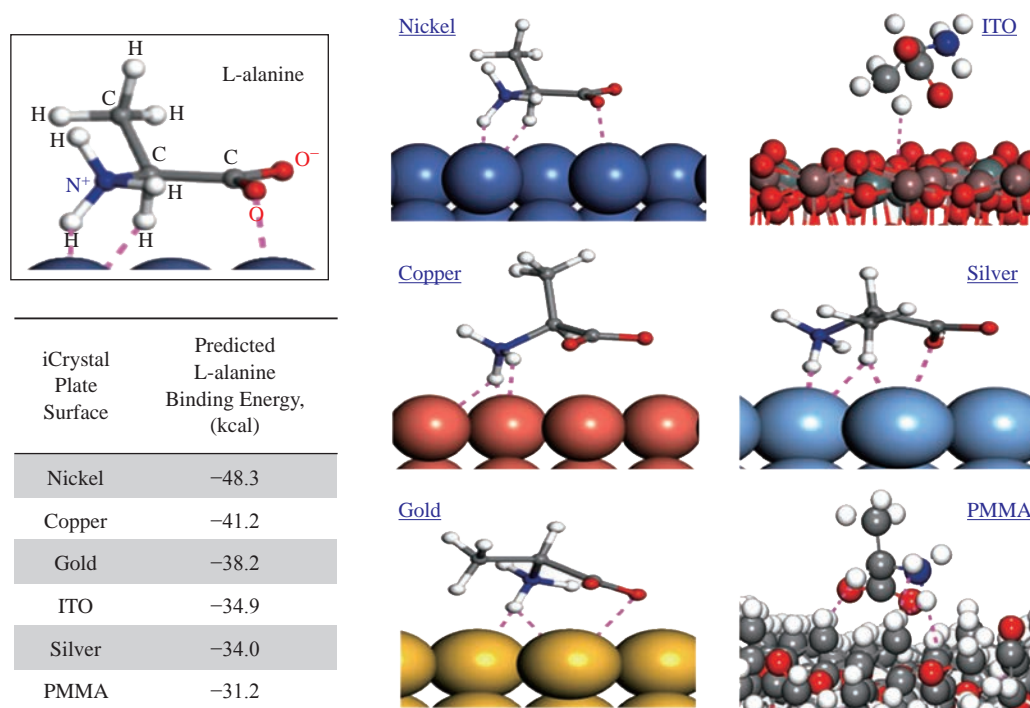 L-alanine
H
C
H
H
H
C
C
O⁻
N⁺
H
O
H
H
iCrystal
Plate
Surface
Predicted
L-alanine
Binding Energy,
(kcal)
Nickel −48.3
Copper −41.2
Gold −38.2
ITO −34.9
Silver −34.0
PMMA −31.2
Nickel
ITO
Copper
Silver
Gold
PMMA